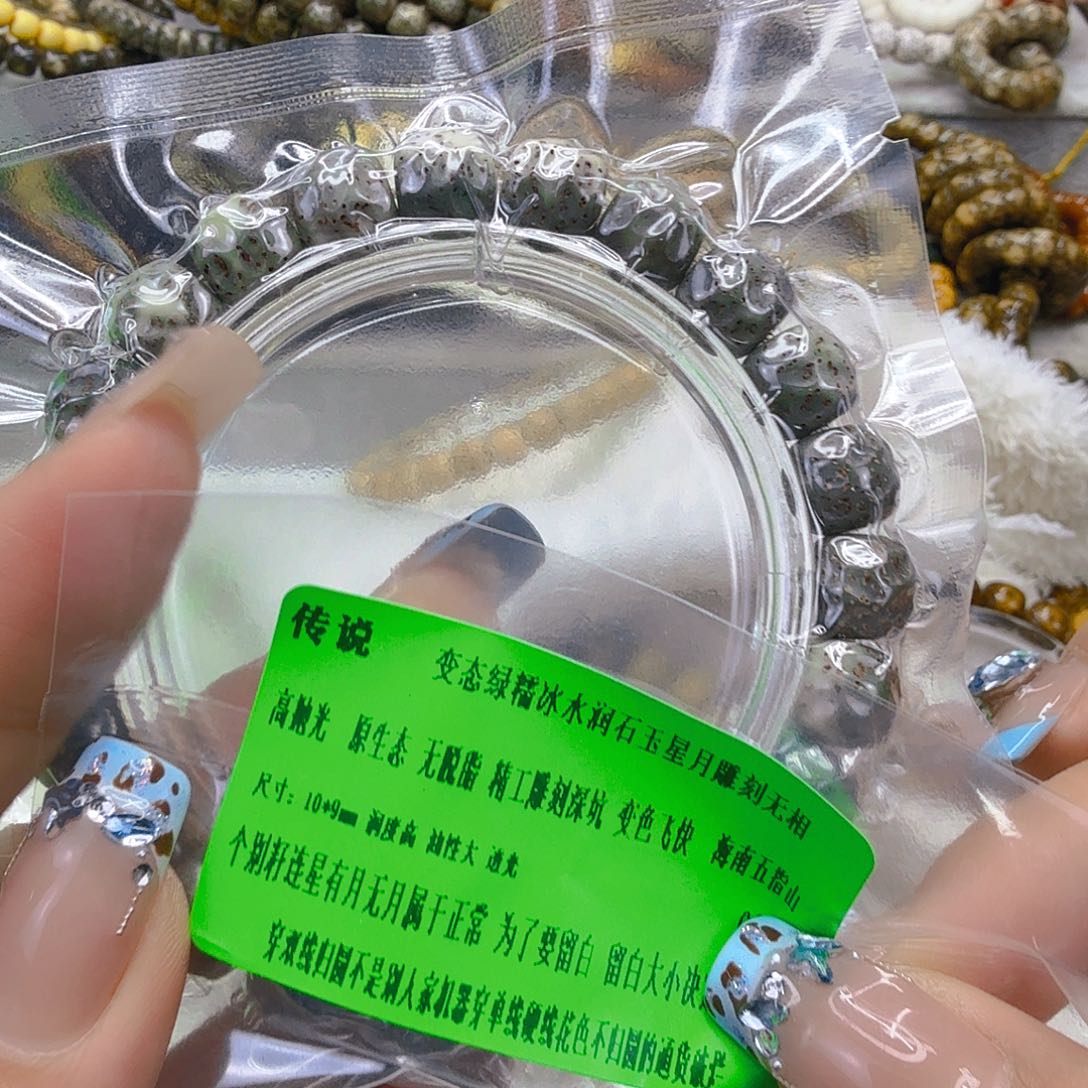 传说
变态绿糯冰水润石玉星月雕刻无相
高抛光 原生态 无脱脂 精工雕刻深坑 变色飞快 海南五指山
尺寸：10*9mm 润度高 油性大 透光
个别籽连星有月无月属于正常 为了要留白 留白大小决
穿双线归圆不是别人家机器穿单线硬线花色不归圆的通货破烂